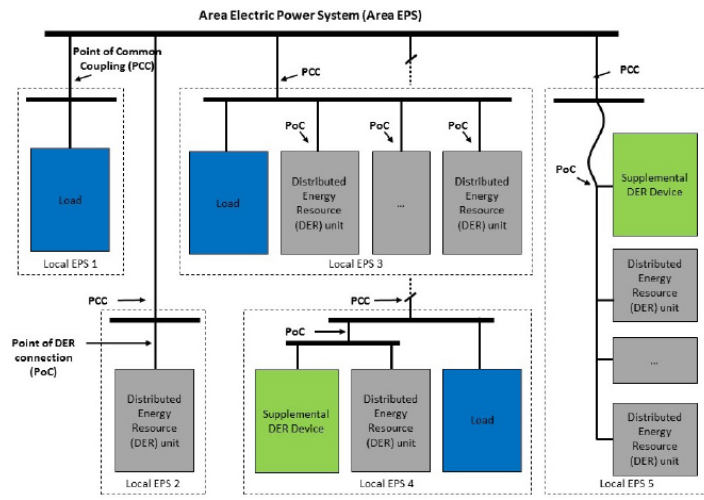 Area Electric Power System (Area EPS)
Point of Common
Coupling (PCC)
PCC
PCC
PoC
PoC
PoC
Load
Load
Distributed
Energy
Resource
(DER) unit
...
Distributed
Energy
Resource
(DER) unit
Local EPS 1
Local EPS 3
PoC
Supplemental
DER Device
Distributed
Energy
Resource
(DER) unit
...
Distributed
Energy
Resource
(DER) unit
Local EPS 5
PCC
Point of DER
connection
(PoC)
Distributed
Energy
Resource
(DER) unit
Local EPS 2
PCC
PoC
Supplemental
DER Device
Distributed
Energy
Resource
(DER) unit
Load
Local EPS 4